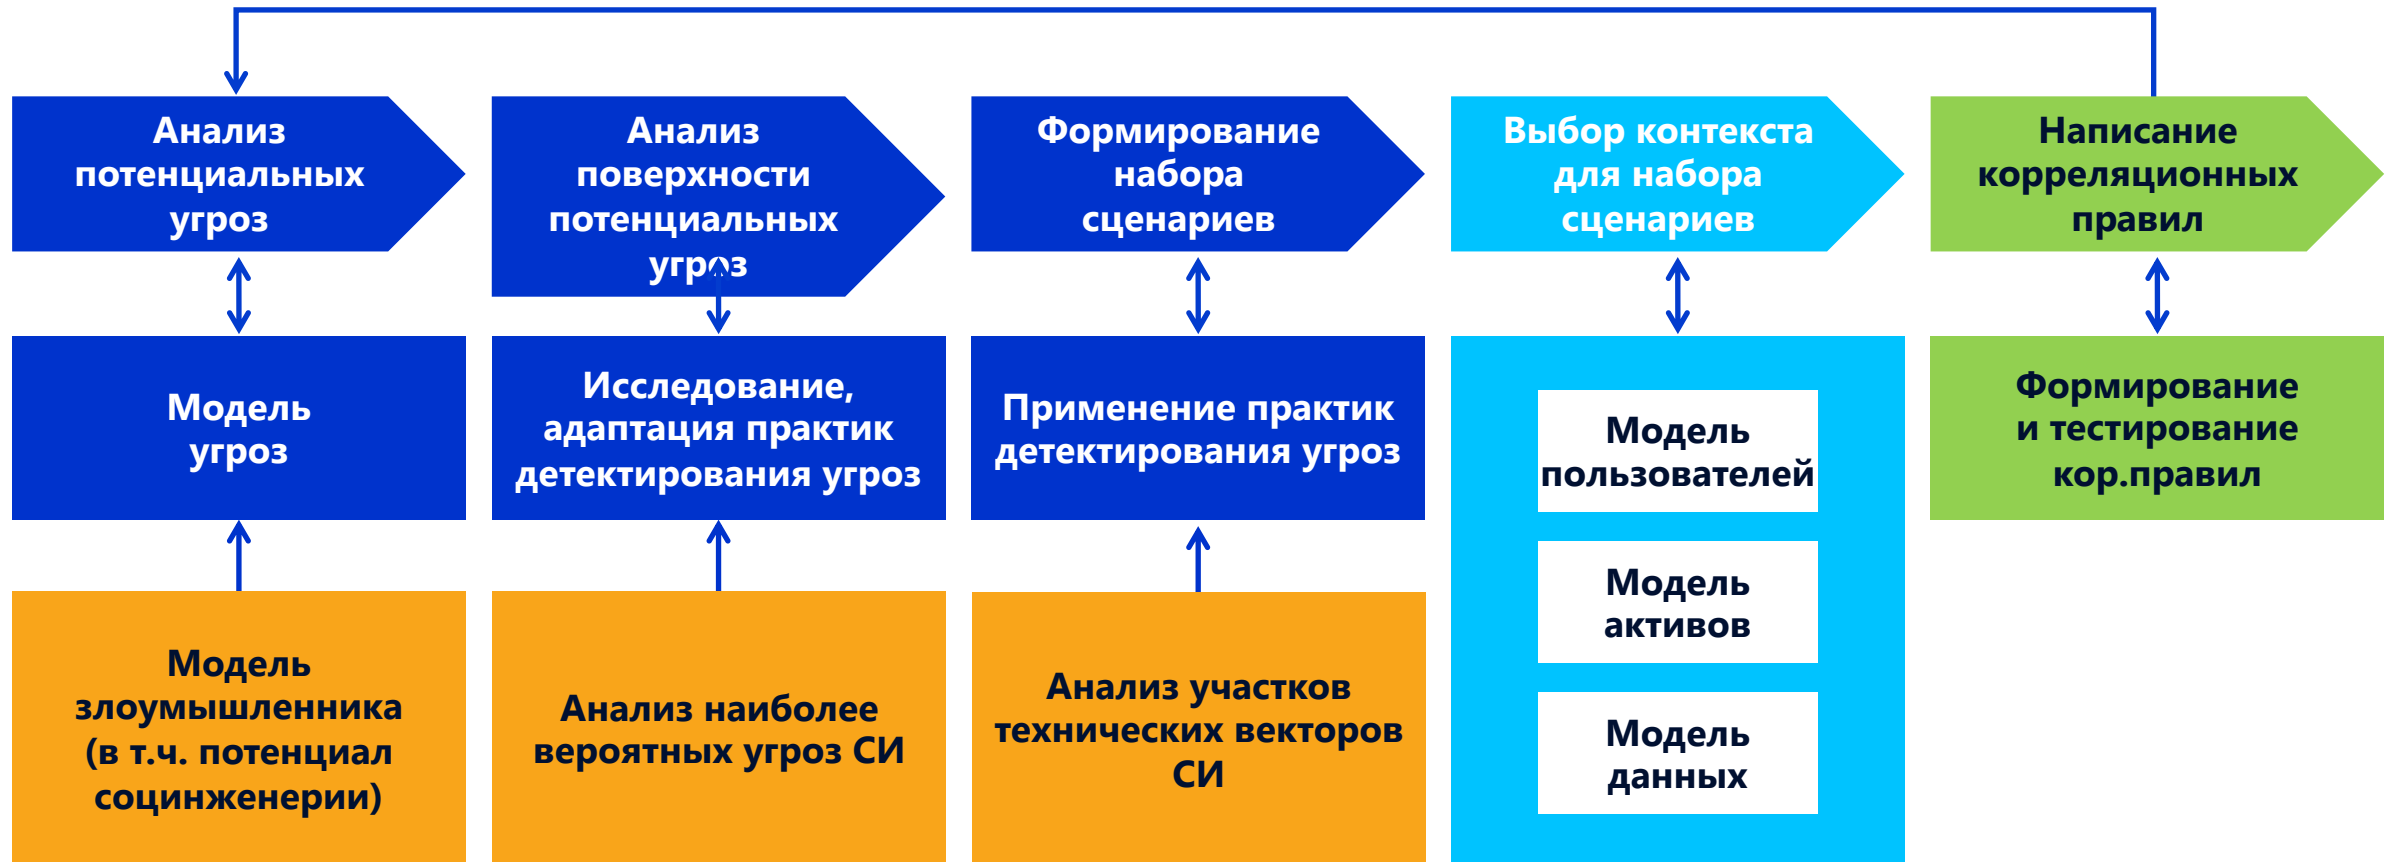 Анализ
потенциальных
угроз
Анализ
поверхности
потенциальных
угроз
Формирование
набора
сценариев
Выбор контекста
для набора
сценариев
Написание
корреляционных
правил
Модель
угроз
Исследование,
адаптация практик
детектирования угроз
Применение практик
детектирования угроз
Модель
пользователей
Модель
активов
Модель
данных
Формирование
и тестирование
кор.правил
Модель
злоумышленника
(в т.ч. потенциал
социнженерии)
Анализ наиболее
вероятных угроз СИ
Анализ участков
технических векторов
СИ